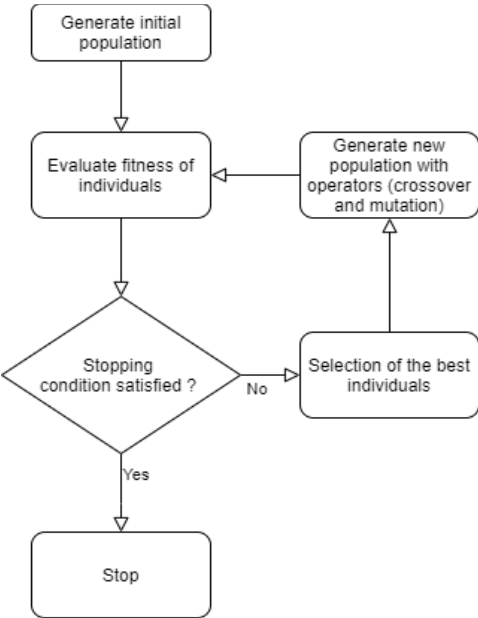 Generate initial
population
Evaluate fitness of
individuals
Generate new
population with
operators (crossover
and mutation)
Stopping
condition satisfied ?
No
Selection of the best
individuals
Yes
Stop